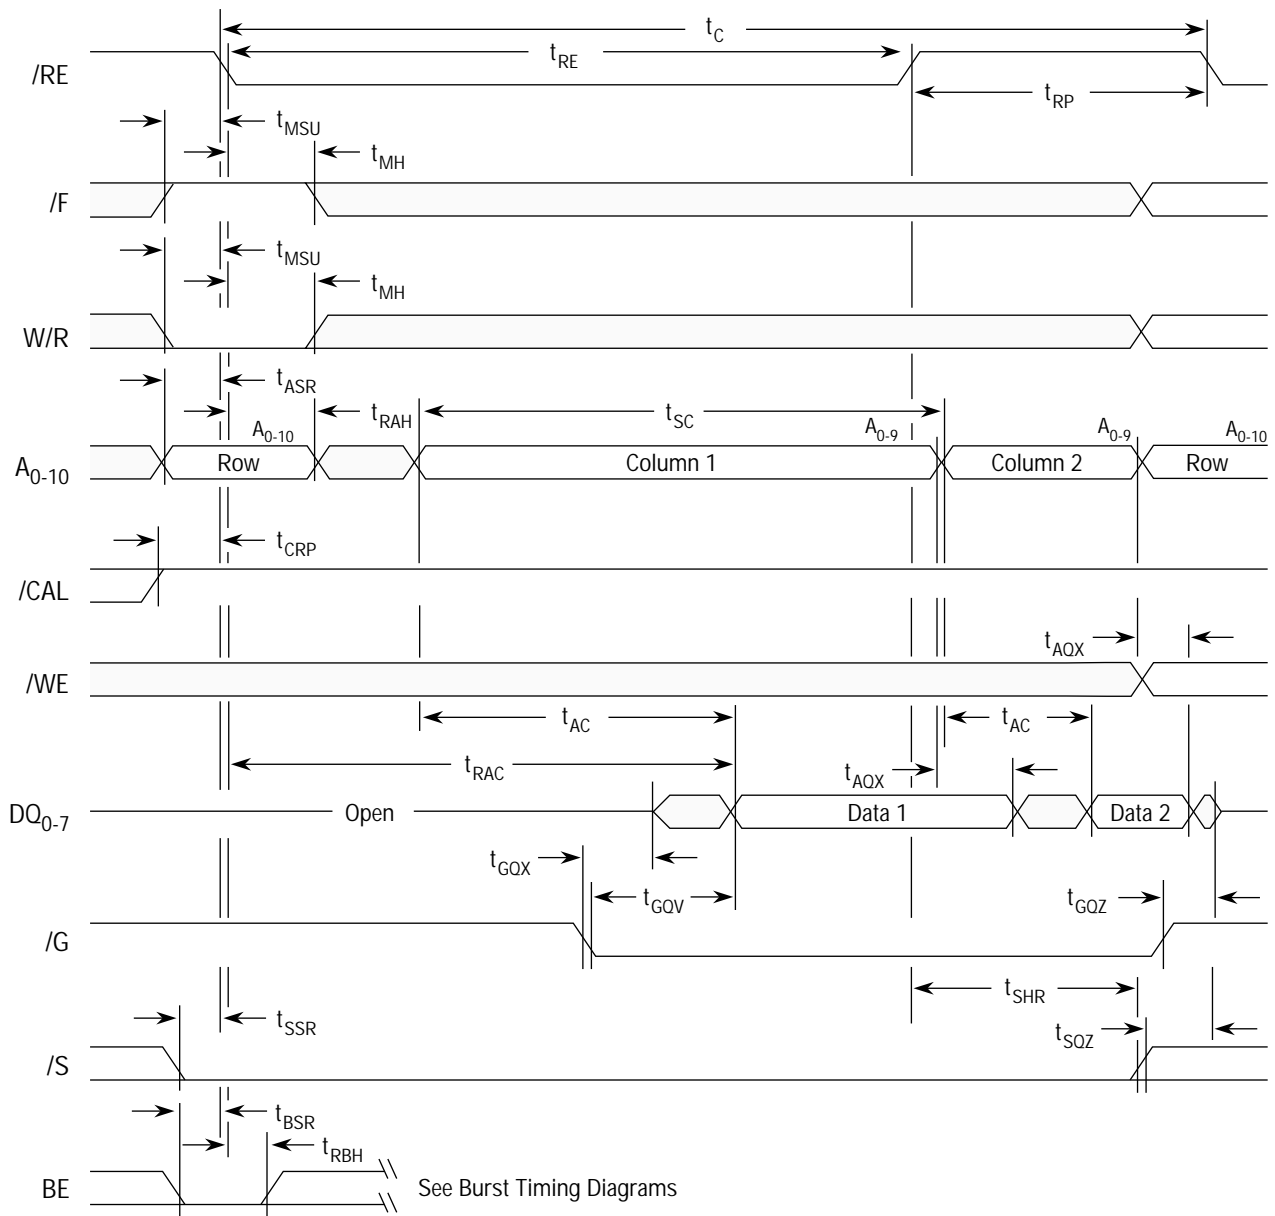 t_C
t_RE
/RE
t_RP
t_MSU
t_MH
/F
t_MSU
t_MH
W/R
t_ASR
t_RAH
t_SC
A_0-10 A_0-9 A_0-9 A_0-10
A_0-10 Row Column 1 Column 2 Row
t_CRP
/CAL
t_AQX
/WE
t_AC t_AC
t_RAC
t_AQX
DQ_0-7 Open Data 1 Data 2
t_GQX
t_GQV t_GQZ
/G
t_SHR
t_SSR
t_SQZ
/S
t_BSR
t_RBH
BE See Burst Timing Diagrams